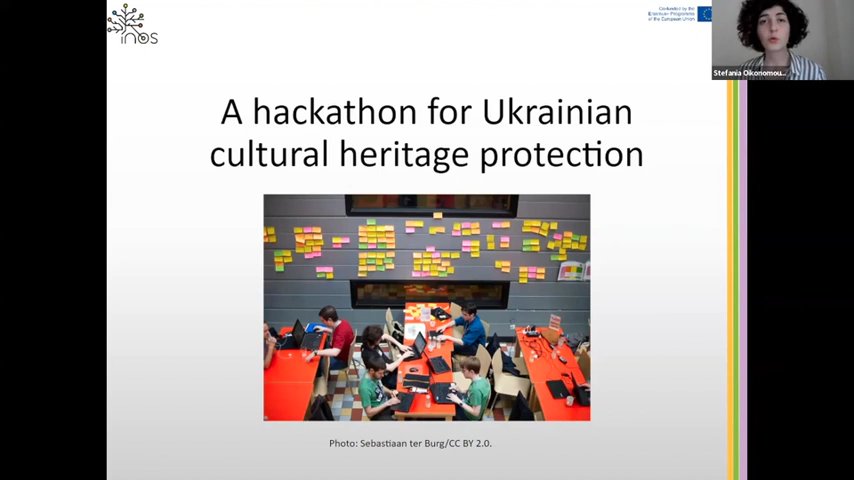 inos
Co-funded by the
Erasmus+ Programme
of the European Union
Stefania Oikonomou...
A hackathon for Ukrainian
cultural heritage protection
Photo: Sebastiaan ter Burg/CC BY 2.0.